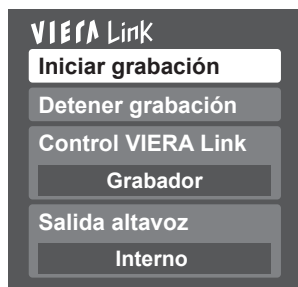 VIERA Link
Iniciar grabación
Detener grabación
Control VIERA Link
Grabador
Salida altavoz
Interno